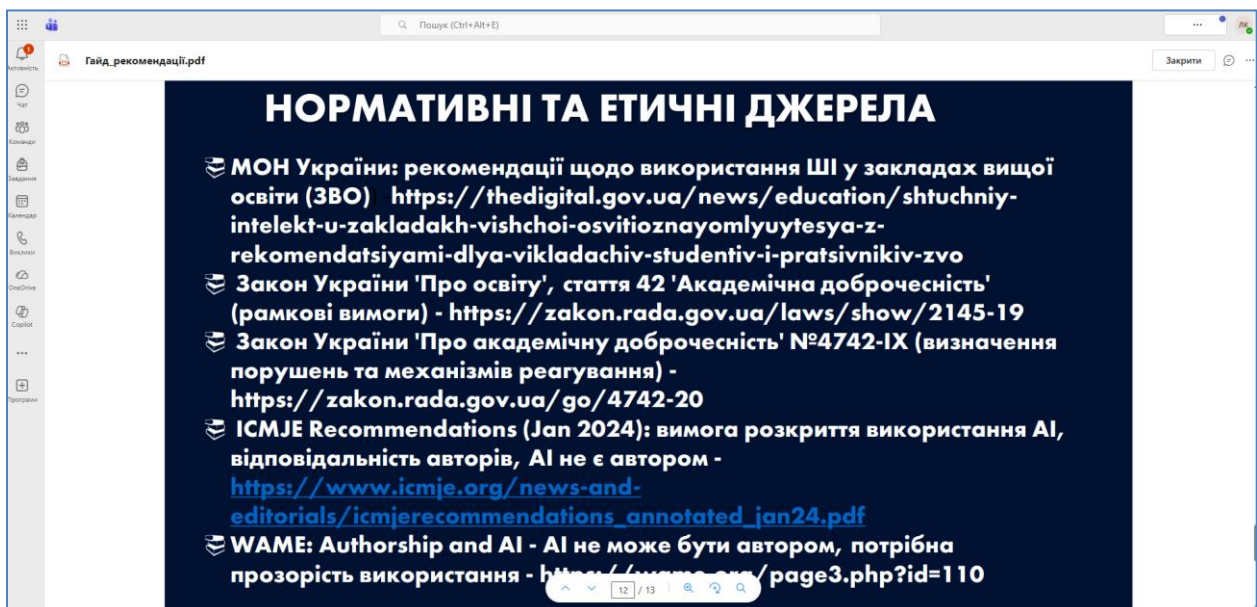 Пошук (Ctrl+Alt+E)
ЛК
1
Активність
Гайд_рекомендації.pdf
Закрити
Чат
Команди
Завдання
Календар
Виклики
OneDrive
Copilot
Програми
НОРМАТИВНІ ТА ЕТИЧНІ ДЖЕРЕЛА
МОН України: рекомендації щодо використання ШІ у закладах вищої
освіти (ЗВО) https://thedigital.gov.ua/news/education/shtuchniy-
intelekt-u-zakladakh-vishchoi-osvitioznayomlyuytesya-z-
rekomendatsiyami-dlya-vikladachiv-studentiv-i-pratsivnikiv-zvo
Закон України 'Про освіту', стаття 42 'Академічна доброчесність'
(рамкові вимоги) - https://zakon.rada.gov.ua/laws/show/2145-19
Закон України 'Про академічну доброчесність' №4742-IX (визначення
порушень та механізмів реагування) -
https://zakon.rada.gov.ua/go/4742-20
ICMJE Recommendations (Jan 2024): вимога розкриття використання AI,
відповідальність авторів, AI не є автором -
https://www.icmje.org/news-and-
editorials/icmjerecommendations_annotated_jan24.pdf
WAME: Authorship and AI - AI не може бути автором, потрібна
прозорість використання - /page3.php?id=110
12 / 13